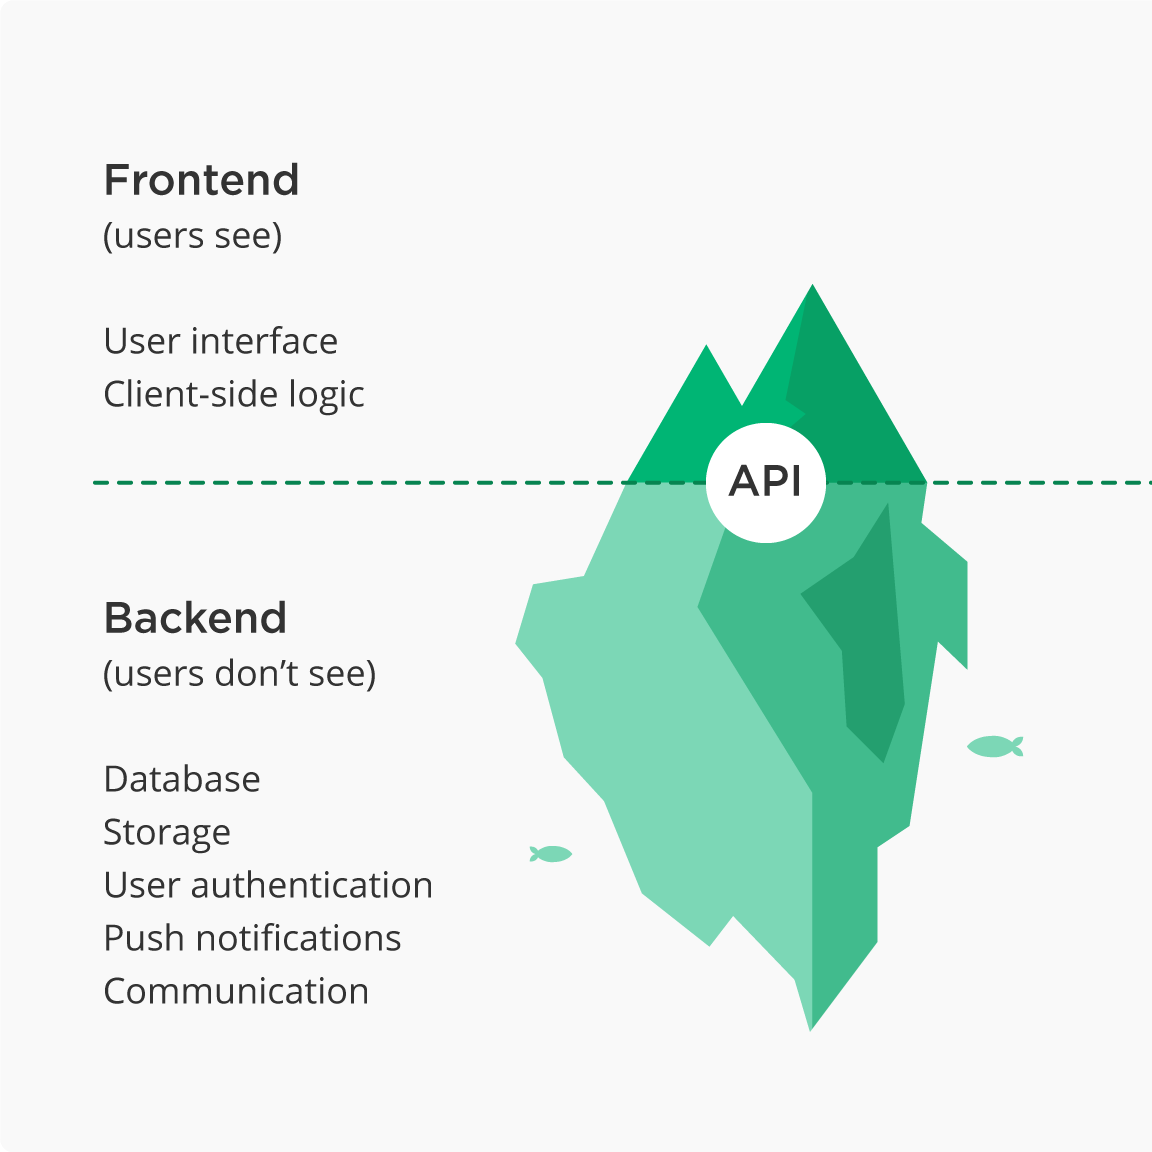 Frontend
(users see)
User interface
Client-side logic
API
Backend
(users don’t see)
Database
Storage
User authentication
Push notifications
Communication